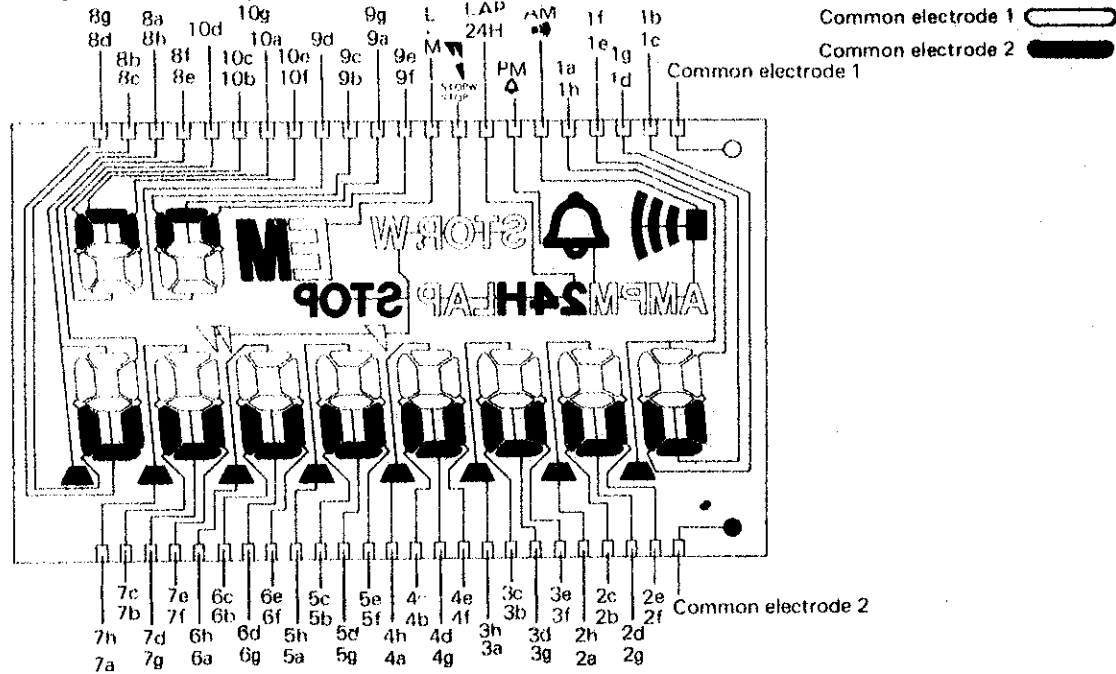 8g 8a 10g 9g L LAP AM 1f 1b
8d 8h 10d 10a 9d 9a M 24H 1e 1c
8b 8f 10c 10e 9c 9e PM 1a 1g
8c 8e 10b 10f 9b 9f STOPW STOP 1h 1d
Common electrode 1
Common electrode 2
Common electrode 1
STOPW
ME
AMPM24HLAP STOP
7c 7e 6c 6e 5c 5e 4e 3c 3e 2c 2e
7b 7f 6b 6f 5b 5f 4b 4f 3b 3f 2b 2f
Common electrode 2
7h 7d 6h 6d 5h 5d 4h 4d 3h 3d 2h 2d
7a 7g 6a 6g 5a 5g 4a 4g 3a 3g 2a 2g